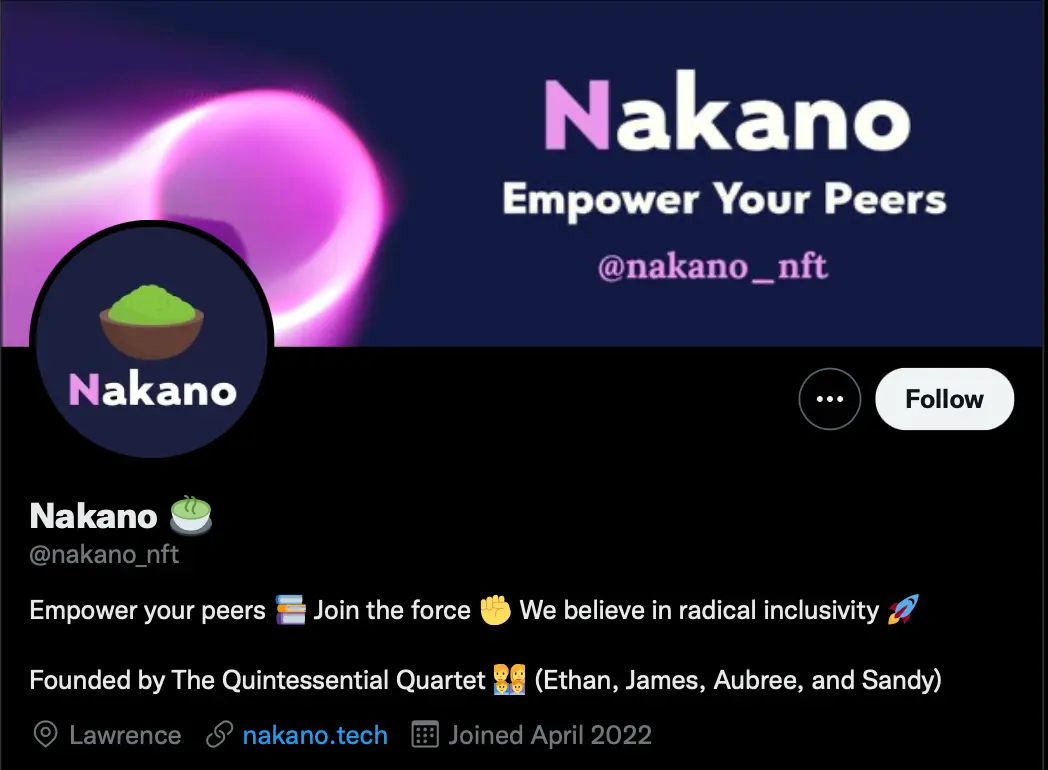 Nakano
Empower Your Peers
@nakano_nft
Nakano
Follow
Nakano 🍵
@nakano_nft
Empower your peers 📚 Join the force ✊ We believe in radical inclusivity 🚀
Founded by The Quintessential Quartet 👨‍👩‍👦‍👦 (Ethan, James, Aubree, and Sandy)
Lawrence nakano.tech Joined April 2022